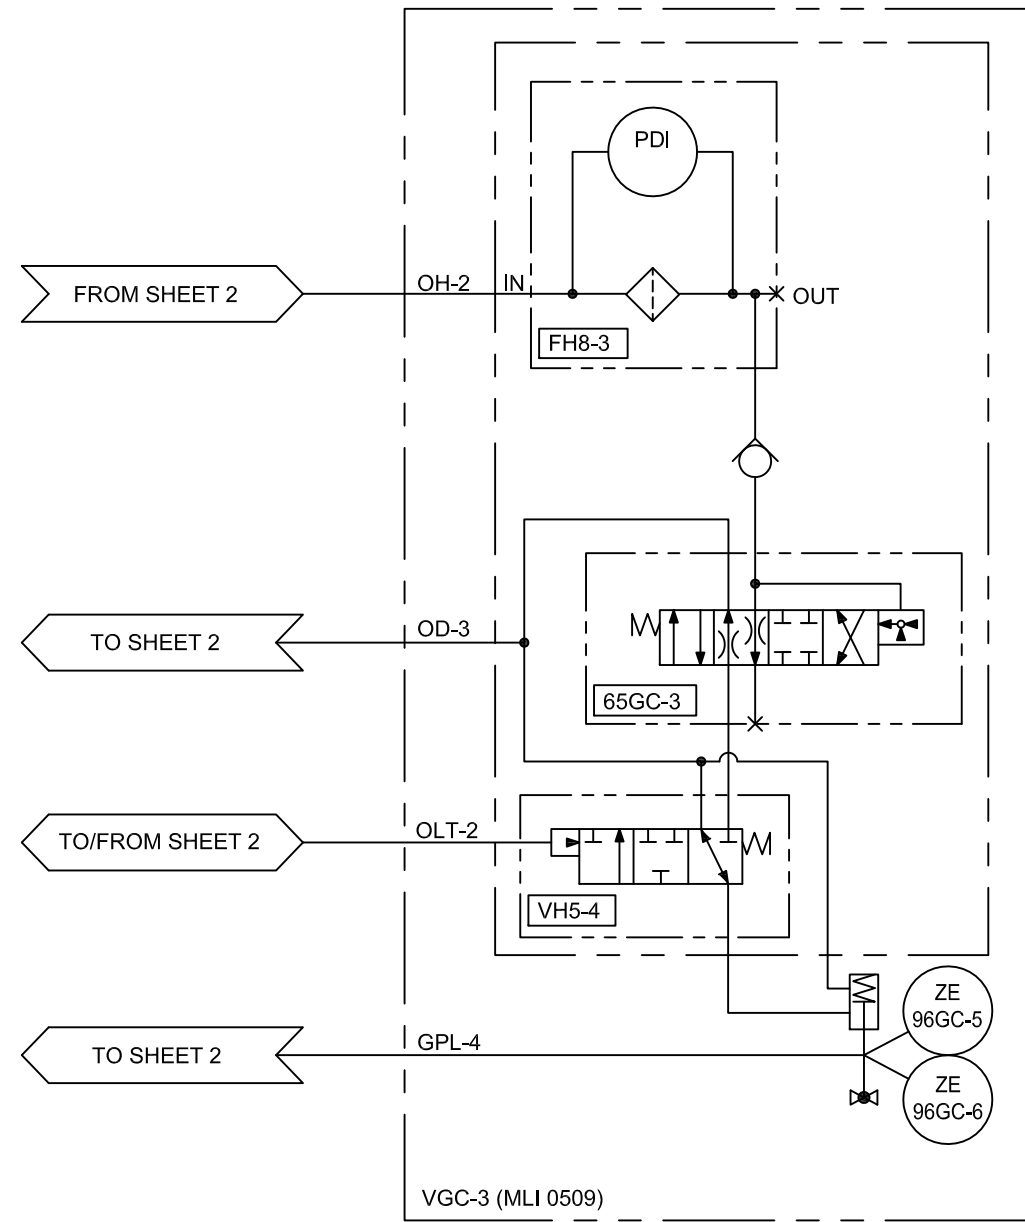 PDI
FROM SHEET 2
OH-2
IN
OUT
FH8-3
TO SHEET 2
OD-3
65GC-3
TO/FROM SHEET 2
OLT-2
VH5-4
ZE
96GC-5
TO SHEET 2
GPL-4
ZE
96GC-6
VGC-3 (MLI 0509)